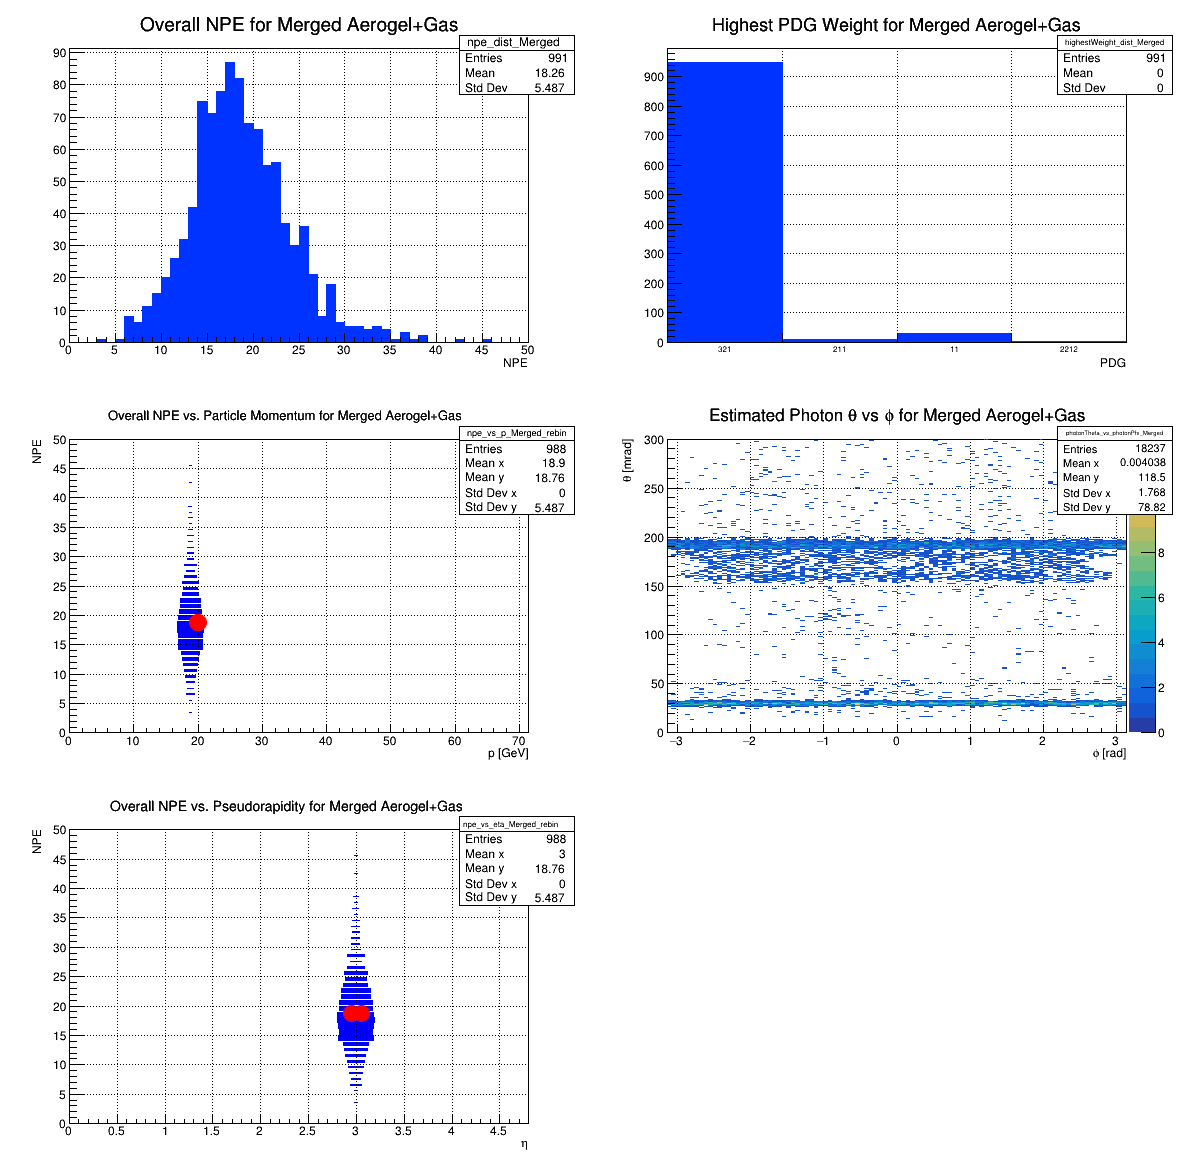 Overall NPE for Merged Aerogel+Gas
npe_dist_Merged
Entries 991
Mean 18.26
Std Dev 5.487
90
80
70
60
50
40
30
20
10
0
0 5 10 15 20 25 30 35 40 45 50
NPE
Highest PDG Weight for Merged Aerogel+Gas
highestWeight_dist_Merged
Entries 991
Mean 0
Std Dev 0
900
800
700
600
500
400
300
200
100
0
321 211 11 2212
PDG
Overall NPE vs. Particle Momentum for Merged Aerogel+Gas
npe_vs_p_Merged_rebin
Entries 988
Mean x 18.9
Mean y 18.76
Std Dev x 0
Std Dev y 5.487
NPE
50
45
40
35
30
25
20
15
10
5
0
0 10 20 30 40 50 60 70
p [GeV]
Estimated Photon θ vs ϕ for Merged Aerogel+Gas
photonTheta_vs_photonPhi_Merged
Entries 18237
Mean x 0.004038
Mean y 118.5
Std Dev x 1.768
Std Dev y 78.82
θ [mrad]
300
250
200
150
100
50
0
−3 −2 −1 0 1 2 3
ϕ [rad]
8
6
4
2
0
Overall NPE vs. Pseudorapidity for Merged Aerogel+Gas
npe_vs_eta_Merged_rebin
Entries 988
Mean x 3
Mean y 18.76
Std Dev x 0
Std Dev y 5.487
NPE
50
45
40
35
30
25
20
15
10
5
0
0 0.5 1 1.5 2 2.5 3 3.5 4 4.5
η